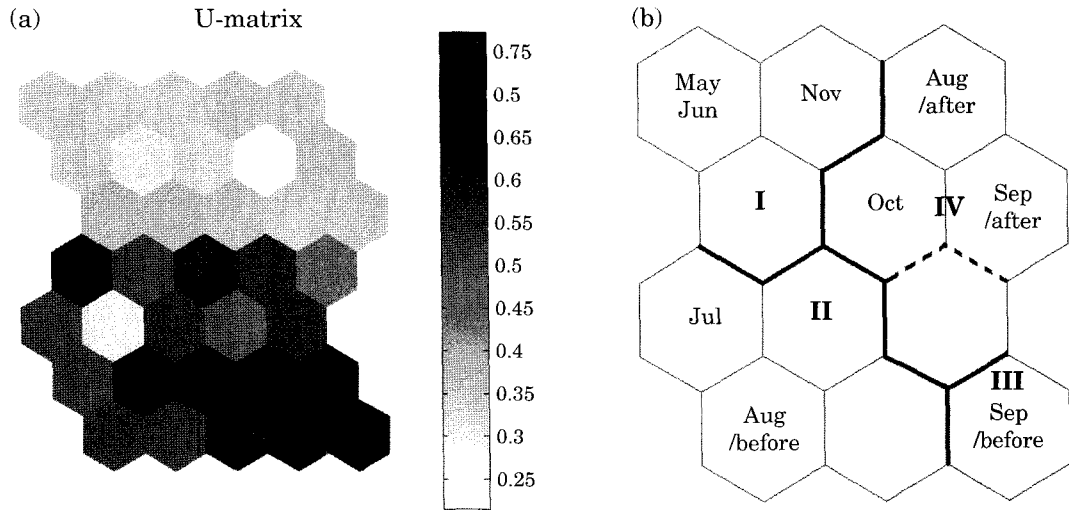 (a)
U-matrix
0.75
0.5
0.65
0.6
0.55
0.5
0.45
0.4
0.35
0.3
0.25
(b)
May
Jun
Nov
Aug
/after
I
Oct
IV
Sep
/after
Jul
II
III
Aug
/before
Sep
/before